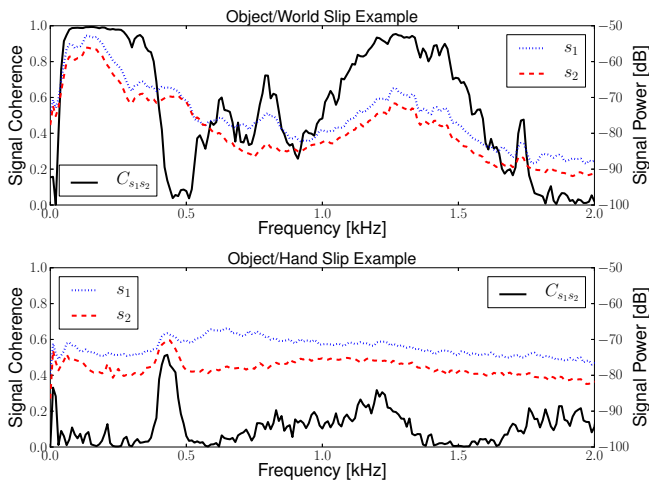 Object/World Slip Example
Signal Coherence
1.0
0.8
0.6
0.4
0.2
0.0
s₁
s₂
C_{s₁s₂}
−50
−60
−70
−80
−90
−100
Signal Power [dB]
0.0 0.5 1.0 1.5 2.0
Frequency [kHz]
Object/Hand Slip Example
Signal Coherence
1.0
0.8
0.6
0.4
0.2
0.0
s₁
s₂
C_{s₁s₂}
−50
−60
−70
−80
−90
−100
Signal Power [dB]
0.0 0.5 1.0 1.5 2.0
Frequency [kHz]